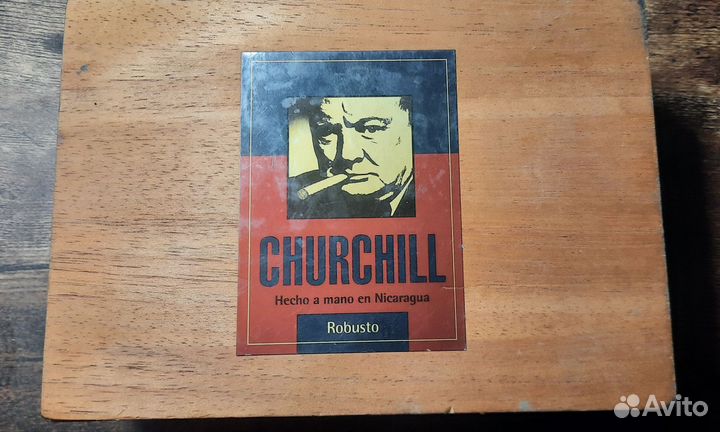 CHURCHILL
Hecho a mano en Nicaragua
Robusto
Avito